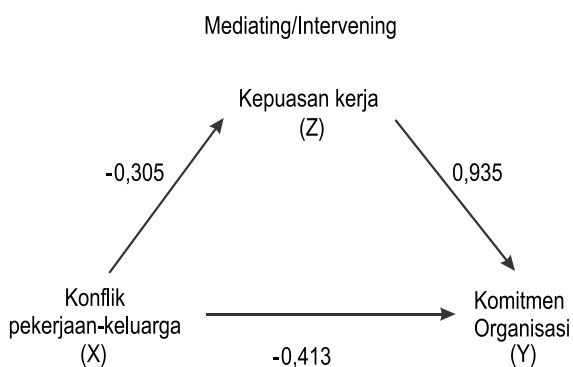 Mediating/Intervening
Kepuasan kerja
(Z)
-0,305
0,935
Konflik
pekerjaan-keluarga
(X)
-0,413
Komitmen
Organisasi
(Y)